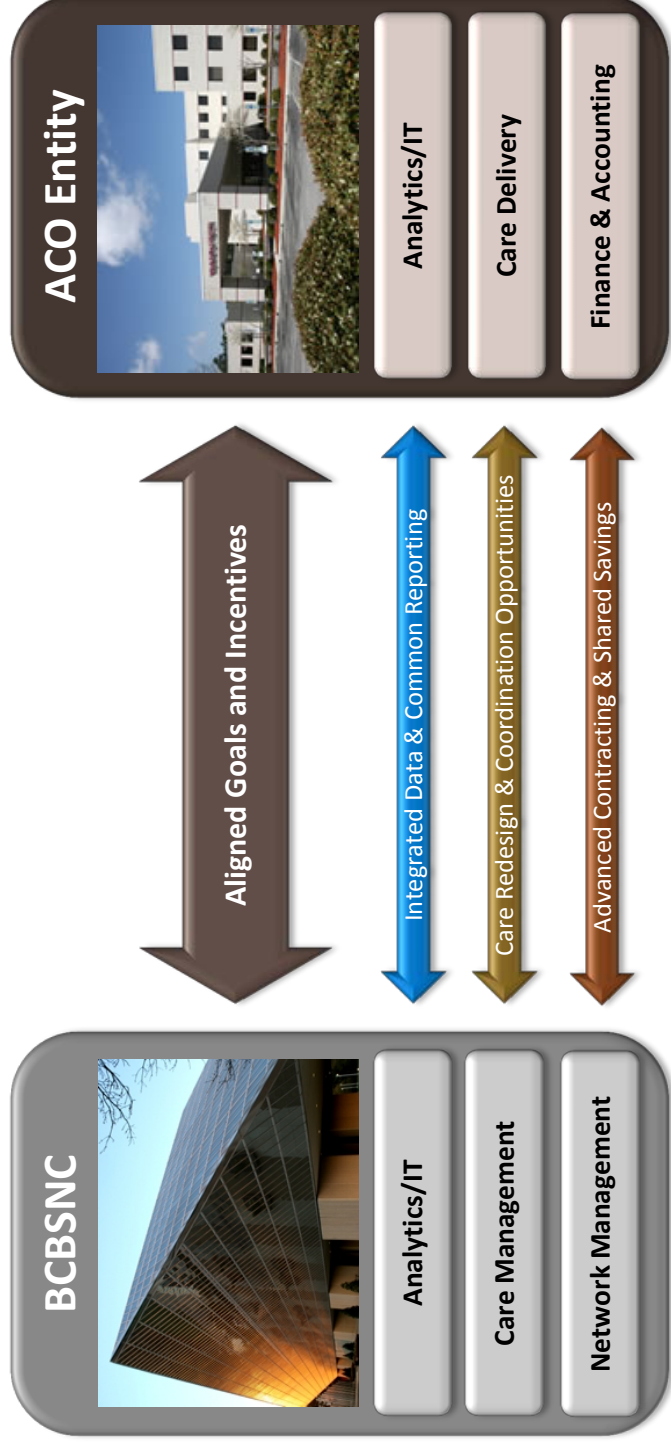 BCBSNC
Analytics/IT
Care Management
Network Management
Aligned Goals and Incentives
Integrated Data & Common Reporting
Care Redesign & Coordination Opportunities
Advanced Contracting & Shared Savings
ACO Entity
Analytics/IT
Care Delivery
Finance & Accounting